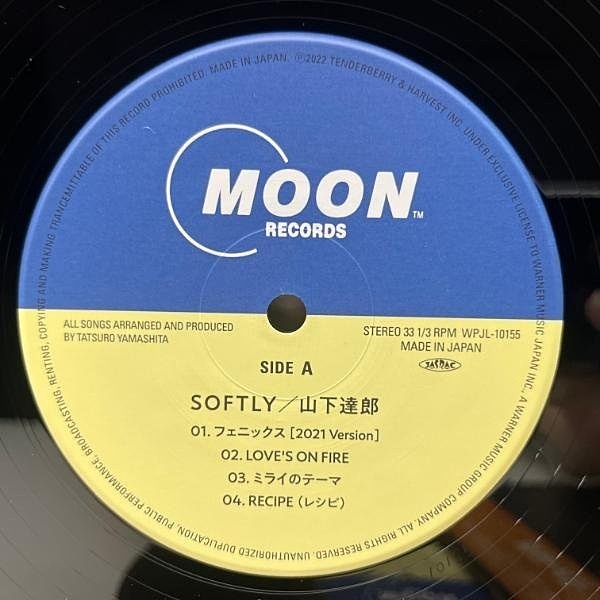 UNAUTHORIZED DUPLICATION, PUBLIC PERFORMANCE, BROADCASTING, RENTING, COPYING AND MAKING TRANCEMITTABLE OF THIS RECORD PROHIBITED. MADE IN JAPAN. ℗2022 TENDERBERRY & HARVEST INC. UNDER EXCLUSIVE LICENSE TO WARNER MUSIC JAPAN INC. A WARNER MUSIC GROUP COMPANY. ALL RIGHTS RESERVED.
MOON™
RECORDS
ALL SONGS ARRANGED AND PRODUCED
BY TATSURO YAMASHITA
STEREO 33 1/3 RPM WPJL-10155
MADE IN JAPAN
JASRAC
SIDE A
SOFTLY／山下達郎
01. フェニックス [2021 Version]
02. LOVE'S ON FIRE
03. ミライのテーマ
04. RECIPE (レシピ)